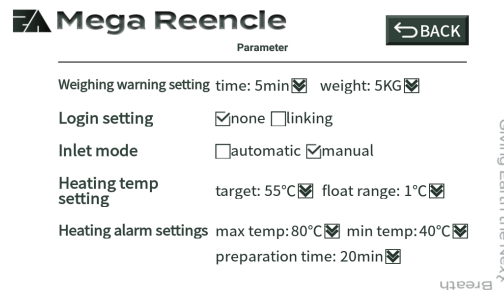 Mega Reencle
BACK
Parameter
Weighing warning setting time: 5min weight: 5KG
Login setting none linking
Inlet mode automatic manual
Heating temp
setting
target: 55°C float range: 1°C
Heating alarm settings max temp: 80°C min temp: 40°C
preparation time: 20min
Giving Earth the Next
Breath